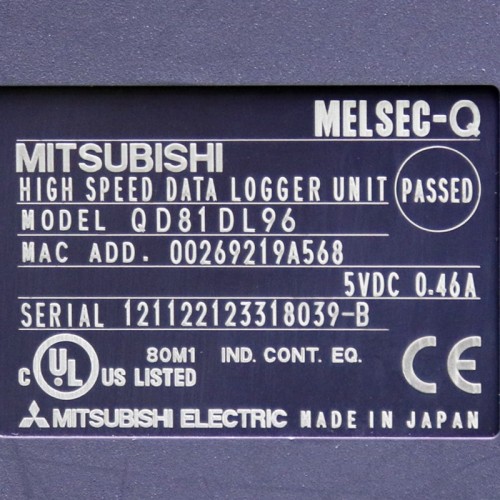 MELSEC-Q
MITSUBISHI
HIGH SPEED DATA LOGGER UNIT
PASSED
MODEL QD81DL96
MAC ADD. 00269219A568
5VDC 0.46A
SERIAL 121122123318039-B
C UL US LISTED
80M1 IND. CONT. EQ.
CE
MITSUBISHI ELECTRIC MADE IN JAPAN